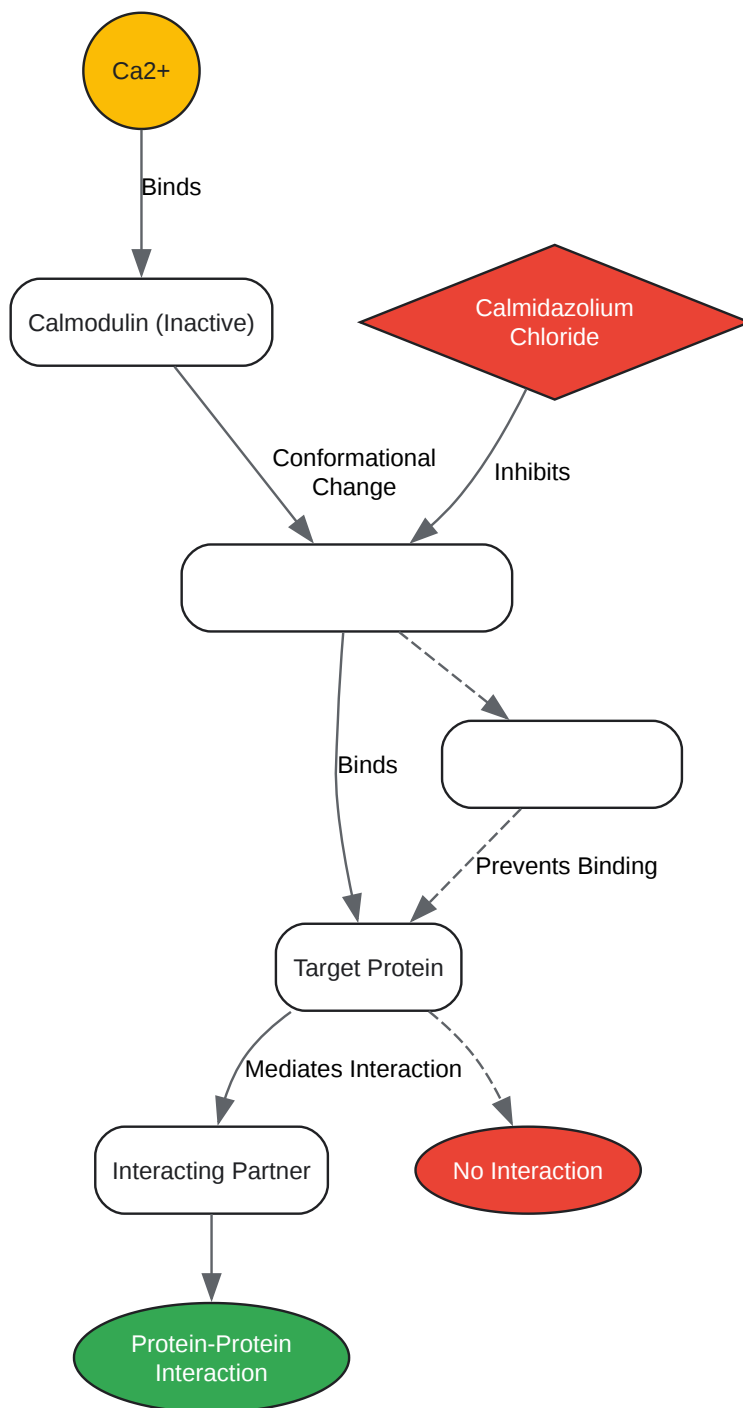 Ca2+
Binds
Calmodulin (Inactive)
Calmidazolium
Chloride
Conformational
Change
Inhibits
Binds
Prevents Binding
Target Protein
Mediates Interaction
Interacting Partner
No Interaction
Protein-Protein
Interaction